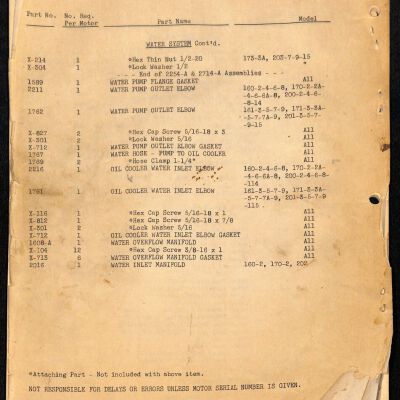 Part No. No. Req. Per Motor Part Name Model
WATER SYSTEM Cont'd.
X-214 1 *Hex Thin Nut 1/2-20 173-3A, 203-7-9-15
X-304 1 *Lock Washer 1/2
- - - End of 2254-A & 2714-A Assemblies - - -
1589 1 WATER PUMP FLANGE GASKET All
2211 1 WATER PUMP OUTLET ELBOW 160-2-4-6-8, 170-2-2A-
4-6-6A-8, 200-2-4-6-
8-14
1762 1 WATER PUMP OUTLET ELBOW 161-3-5-7-9, 171-3-3A-
-5-7-7A-9, 201-3-5-7-
-9-15
X-827 2 *Hex Cap Screw 5/16-18 x 3 All
X-301 2 *Lock Washer 5/16 All
X-712 1 WATER PUMP OUTLET ELBOW GASKET All
1767 1 WATER HOSE - PUMP TO OIL COOLER All
1769 2 *Hose Clamp 1-1/4" All
2216 1 OIL COOLER WATER INLET ELBOW 160-2-4-6-8, 170-2-2A-
-4-6-6A-8, 200-2-4-6-8-
-114
1761 1 OIL COOLER WATER INLET ELBOW 161-3-5-7-9, 171-3-3A
-5-7-7A-9, 201-3-5-7-9
-115
X-116 1 *Hex Cap Screw 5/16-18 x 1 All
X-812 1 *Hex Cap Screw 5/16-18 x 7/8 All
X-301 2 *Lock Washer 5/16 All
X-712 1 OIL COOLER WATER INLET ELBOW GASKET All
1608-A 1 WATER OVERFLOW MANIFOLD All
X-104 12 *Hex Cap Screw 3/8-16 x 1 All
X-713 6 WATER OVERFLOW MANIFOLD GASKET All
2016 1 WATER INLET MANIFOLD 160-2, 170-2, 202
*Attaching Part - Not included with above item.
NOT RESPONSIBLE FOR DELAYS OR ERRORS UNLESS MOTOR SERIAL NUMBER IS GIVEN.